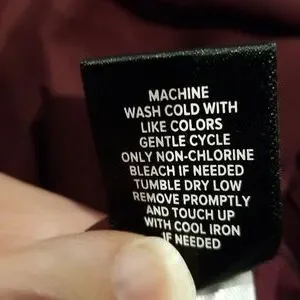 MACHINE
WASH COLD WITH
LIKE COLORS
GENTLE CYCLE
ONLY NON-CHLORINE
BLEACH IF NEEDED
TUMBLE DRY LOW
REMOVE PROMPTLY
AND TOUCH UP
WITH COOL IRON
IF NEEDED